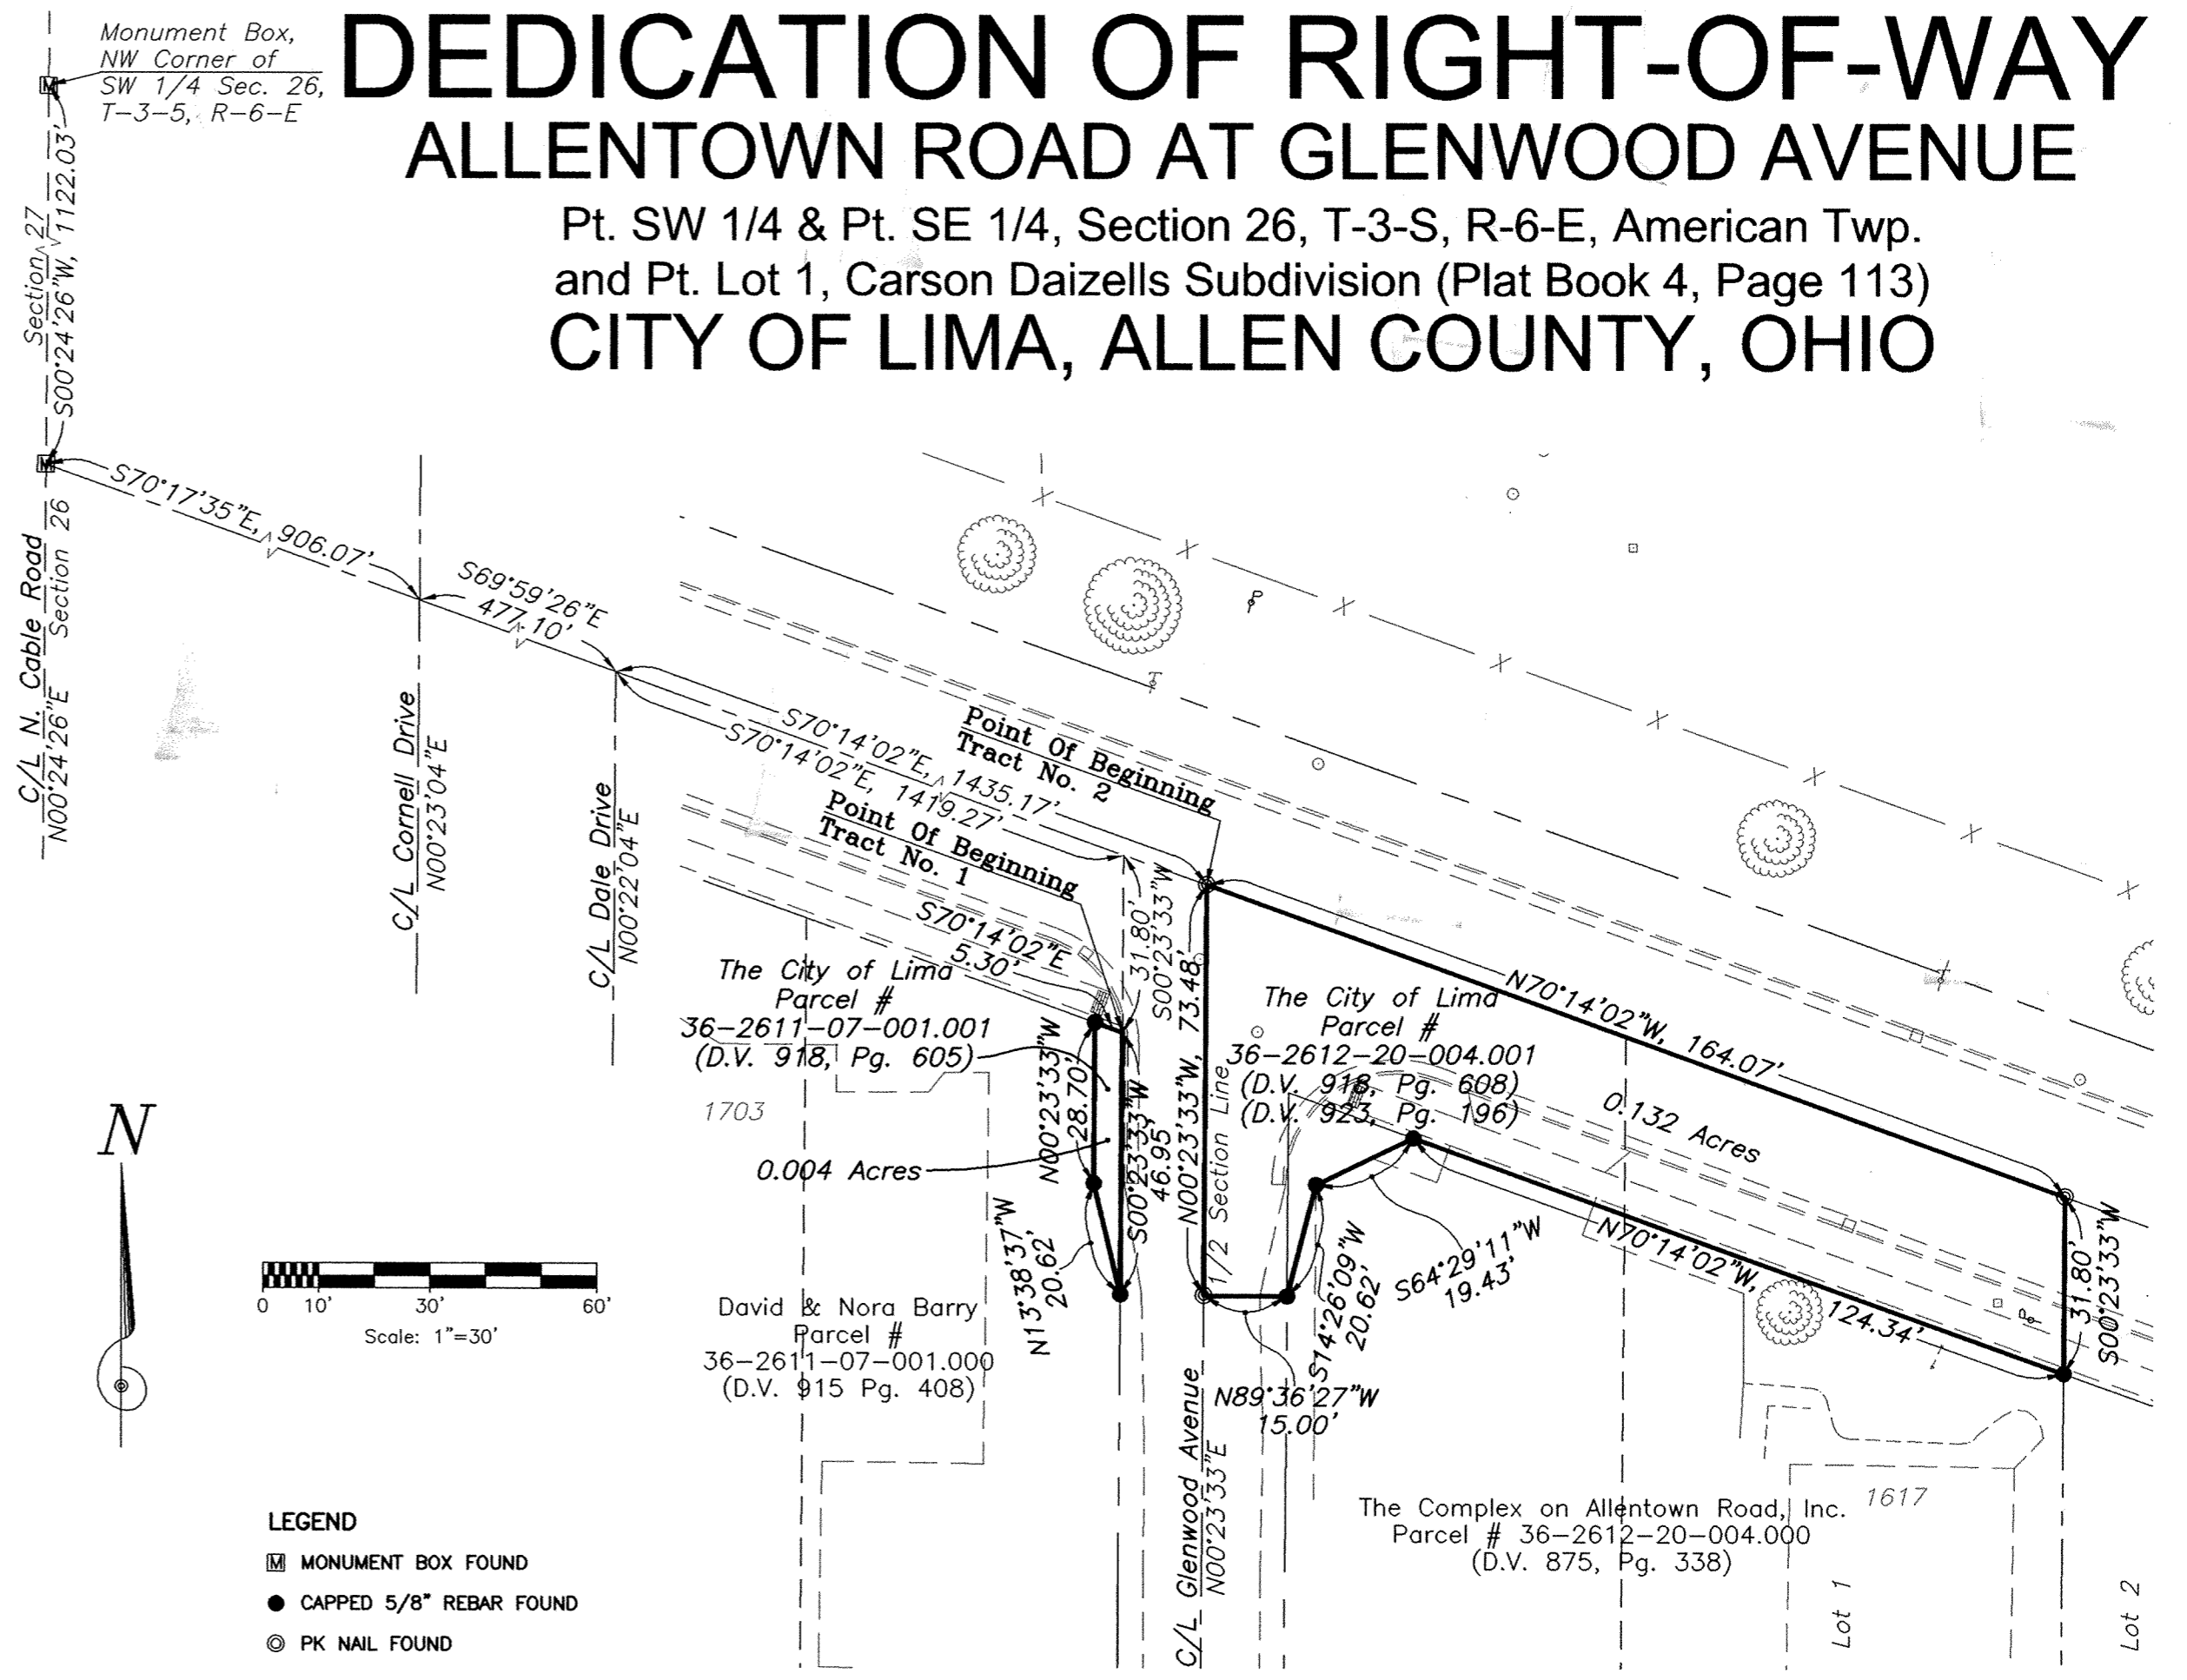 DEDICATION OF RIGHT-OF-WAY
ALLENTOWN ROAD AT GLENWOOD AVENUE
Pt. SW 1/4 & Pt. SE 1/4, Section 26, T-3-S, R-6-E, American Twp.
and Pt. Lot 1, Carson Daizells Subdivision (Plat Book 4, Page 113)
CITY OF LIMA, ALLEN COUNTY, OHIO
Monument Box,
NW Corner of
SW 1/4 Sec. 26,
T-3-5, R-6-E
M
Section 27
S00°24'26"W, 1122.03'
M
S70°17'35"E, 906.07'
C/L N. Cable Road
N00°24'26"E
Section 26
S69°59'26"E
477.10'
C/L Cornell Drive
N00°23'04"E
C/L Dale Drive
N00°22'04"E
S70°14'02"E, 1435.17'
S70°14'02"E, 1419.27'
Point Of Beginning
Tract No. 2
Point Of Beginning
Tract No. 1
S70°14'02"E
5.30'
31.80'
S00°23'33"W
The City of Lima
Parcel #
36-2611-07-001.001
(D.V. 918, Pg. 605)
1703
0.004 Acres
N00°23'33"W
28.70'
S00°23'33"W
46.95'
N13°38'37"W
20.62'
N00°23'33"W, 73.48'
1/2 Section Line
The City of Lima
Parcel #
36-2612-20-004.001
(D.V. 918, Pg. 608)
(D.V. 923, Pg. 196)
N70°14'02"W, 164.07'
0.132 Acres
31.80'
S00°23'33"W
N70°14'02"W, 124.34'
S64°29'11"W
19.43'
S14°26'09"W
20.62'
N89°36'27"W
15.00'
C/L Glenwood Avenue
N00°23'33"E
David & Nora Barry
Parcel #
36-2611-07-001.000
(D.V. 915 Pg. 408)
The Complex on Allentown Road, Inc.
Parcel # 36-2612-20-004.000
(D.V. 875, Pg. 338)
1617
Lot 1
Lot 2
N
0 10' 30' 60'
Scale: 1"=30'
LEGEND
M MONUMENT BOX FOUND
CAPPED 5/8" REBAR FOUND
PK NAIL FOUND